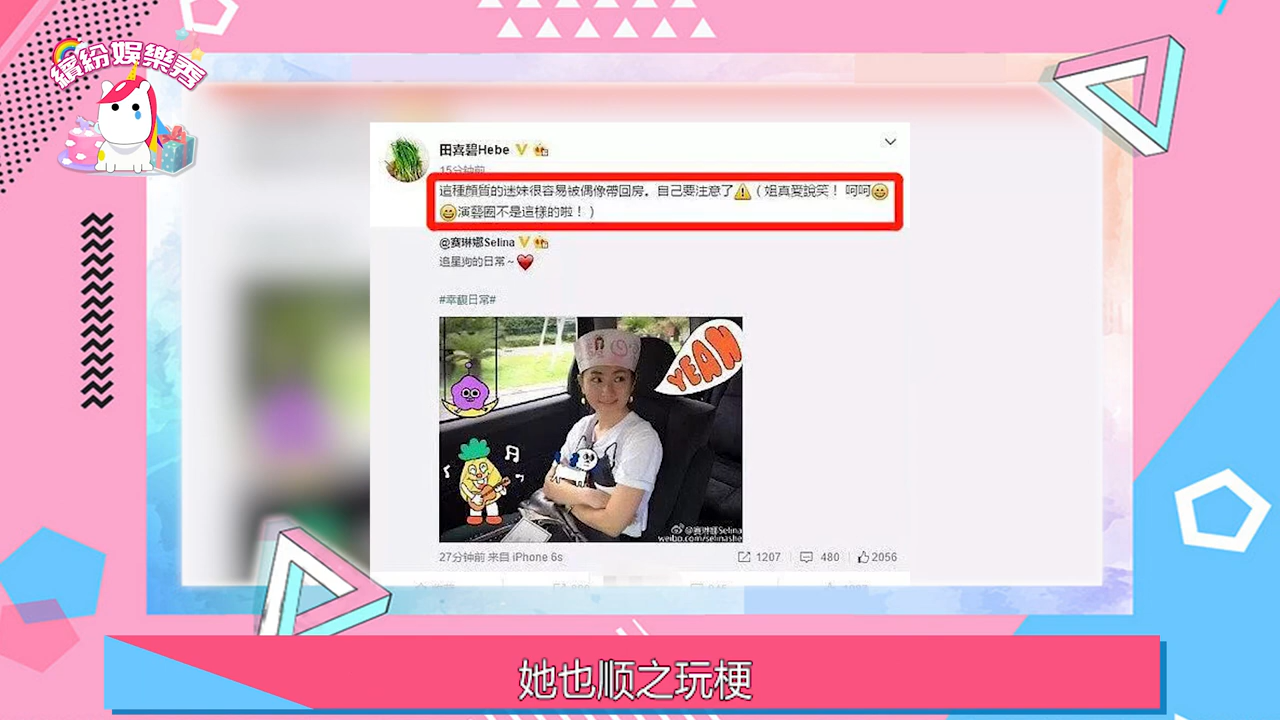 繽紛娛樂秀
田喜碧Hebe
15分钟前
這種顏質的迷妹很容易被偶像帶回房。自己要注意了⚠️(姐真愛說笑! 呵呵😄
😄演藝圈不是這樣的啦!)
@赛琳娜Selina
追星狗的日常~❤️
#幸靓日常#
YEAH
@赛琳娜Selina
weibo.com/selinashe
27分钟前 来自 iPhone 6s
1207 480 2056
她也顺之玩梗